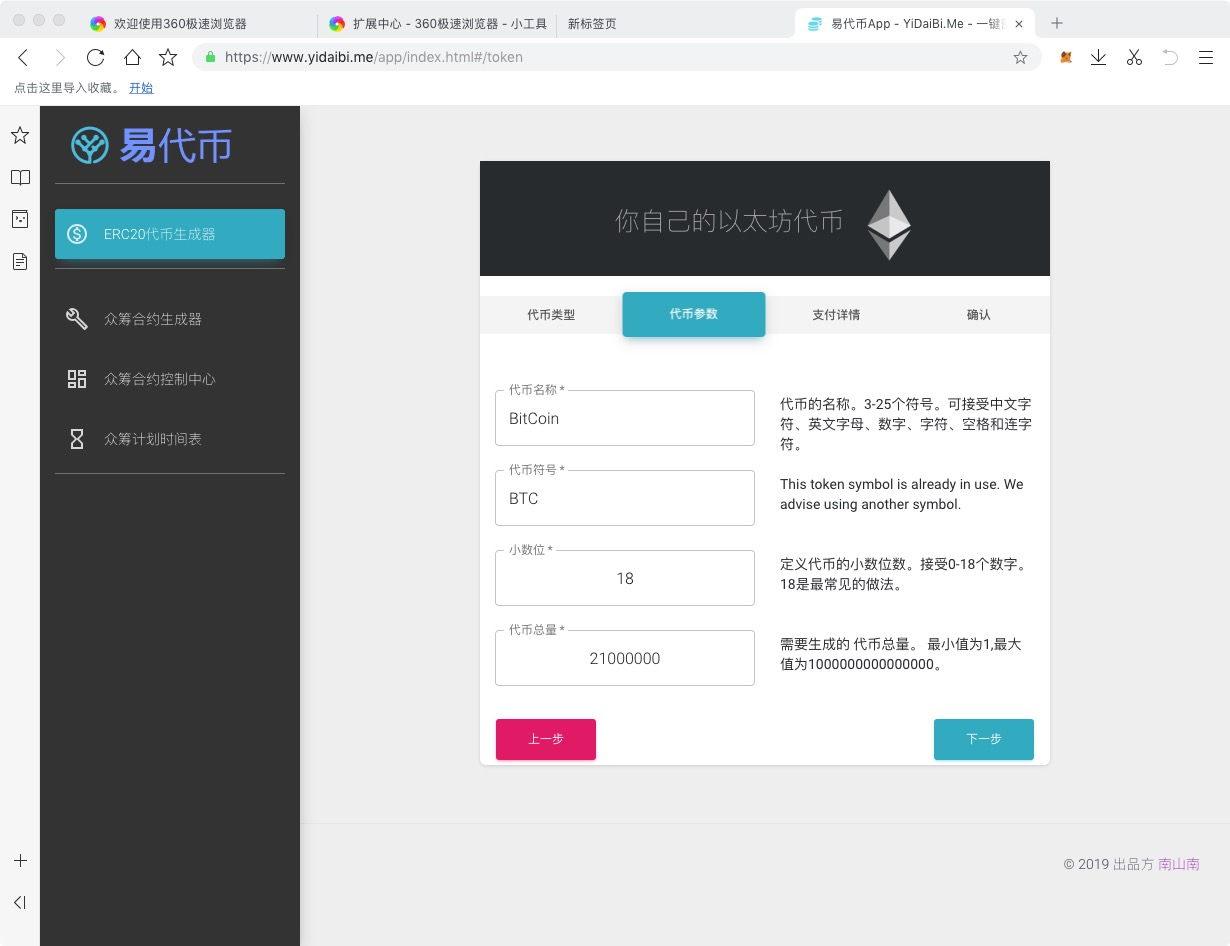 欢迎使用360极速浏览器
扩展中心 - 360极速浏览器 - 小工具
新标签页
易代币App - YiDaiBi.Me - 一键
https://www.yidaibi.me/app/index.html#/token
点击这里导入收藏。 开始
易代币
ERC20代币生成器
众筹合约生成器
众筹合约控制中心
众筹计划时间表
你自己的以太坊代币
代币类型
代币参数
支付详情
确认
代币名称 *
BitCoin
代币的名称。3-25个符号。可接受中文字
符、英文字母、数字、字符、空格和连字
符。
代币符号 *
BTC
This token symbol is already in use. We
advise using another symbol.
小数位 *
18
定义代币的小数位数。接受0-18个数字。
18是最常见的做法。
代币总量 *
21000000
需要生成的 代币总量。 最小值为1,最大
值为1000000000000000。
上一步
下一步
© 2019 出品方 南山南